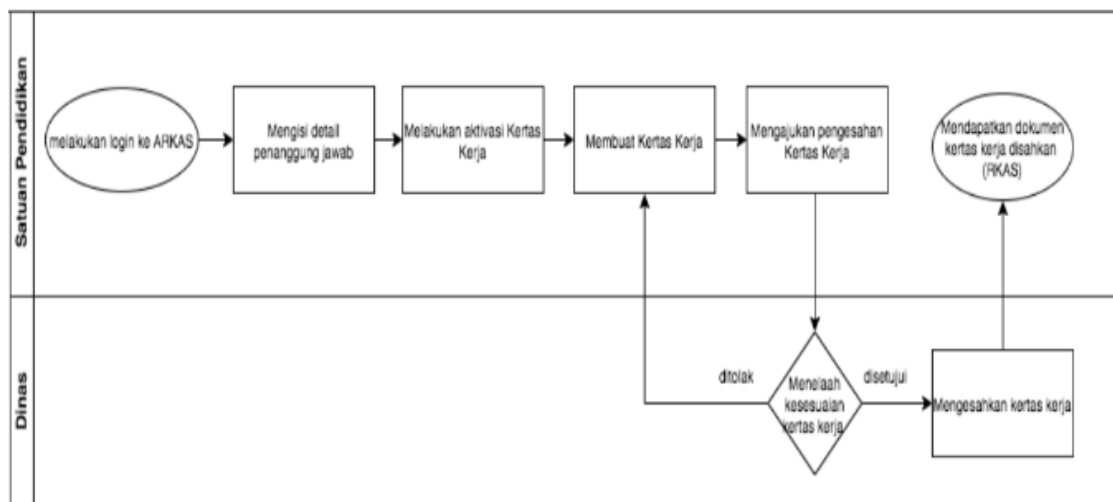 Satuan Pendidikan
melakukan login ke ARKAS
Mengisi detail
penanggung jawab
Melakukan aktivasi Kertas
Kerja
Membuat Kertas Kerja
Mengajukan pengesahan
Kertas Kerja
Mendapatkan dokumen
kertas kerja disahkan
(RKAS)
Dinas
ditolak
Menelaah
kesesuaian
kertas kerja
disetujui
Mengesahkan kertas kerja